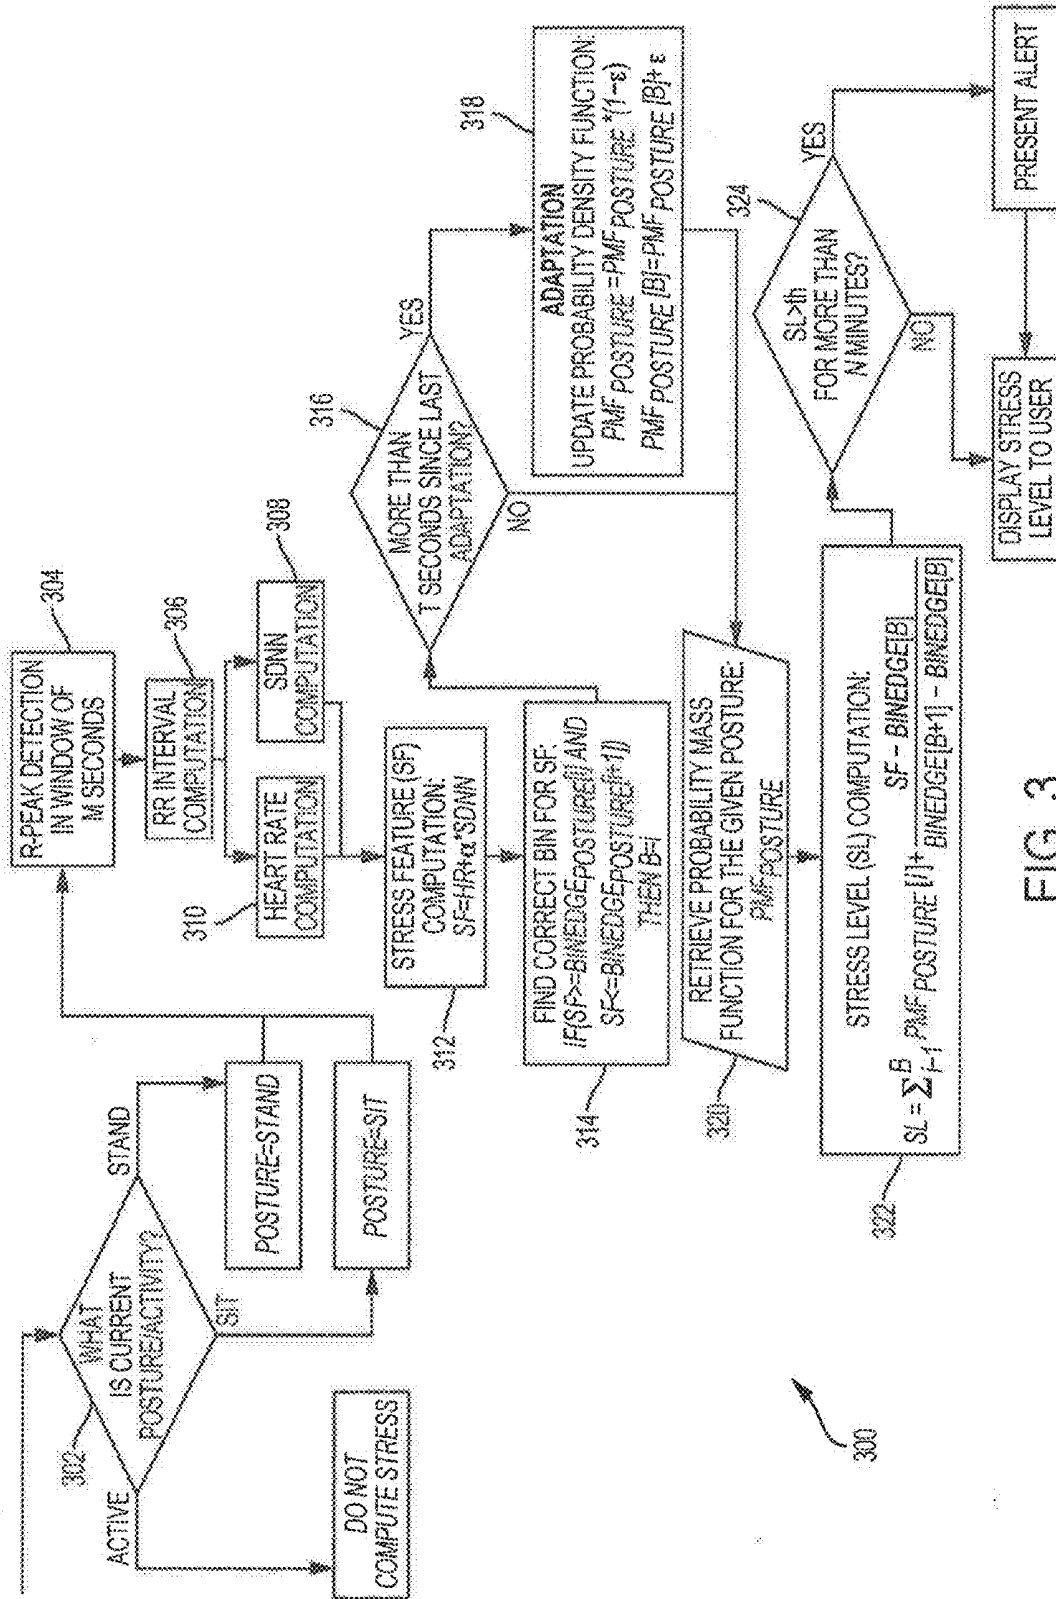 302
WHAT
IS CURRENT
POSTURE/ACTIVITY?
ACTIVE
STAND
SIT
DO NOT
COMPUTE STRESS
POSTURE=STAND
POSTURE=SIT
304
R-PEAK DETECTION
IN WINDOW OF
M SECONDS
306
RR INTERVAL
COMPUTATION
310
HEART RATE
COMPUTATION
308
SDNN
COMPUTATION
312
STRESS FEATURE (SF)
COMPUTATION:
SF=HR+α*SDNN
314
FIND CORRECT BIN FOR SF:
IF(SF>=BINEDGEPOSTURE[i] AND
SF<=BINEDGEPOSTURE[i+1])
THEN B=i
316
MORE THAN
T SECONDS SINCE LAST
ADAPTATION?
YES
NO
318
ADAPTATION
UPDATE PROBABILITY DENSITY FUNCTION:
PMF POSTURE =PMF POSTURE *(1-ε)
PMF POSTURE [B]=PMF POSTURE [B]+ε
320
RETRIEVE PROBABILITY MASS
FUNCTION FOR THE GIVEN POSTURE:
PMF POSTURE
322
STRESS LEVEL (SL) COMPUTATION:
SL = Σ B i-1 PMF POSTURE [i]+ SF - BINEDGE[B]
BINEDGE[B+1] - BINEDGE[B]
324
SL>th
FOR MORE THAN
N MINUTES?
YES
NO
DISPLAY STRESS
LEVEL TO USER
PRESENT ALERT
300
FIG. 3